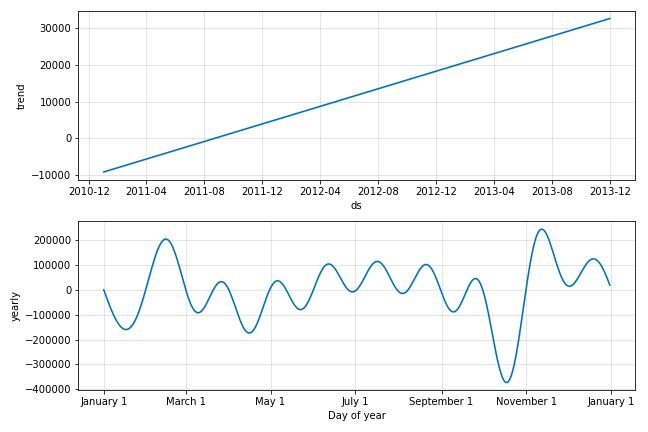 30000
20000
10000
0
−10000
trend
2010-12 2011-04 2011-08 2011-12 2012-04 2012-08 2012-12 2013-04 2013-08 2013-12
ds
200000
100000
0
−100000
−200000
−300000
−400000
yearly
January 1 March 1 May 1 July 1 September 1 November 1 January 1
Day of year